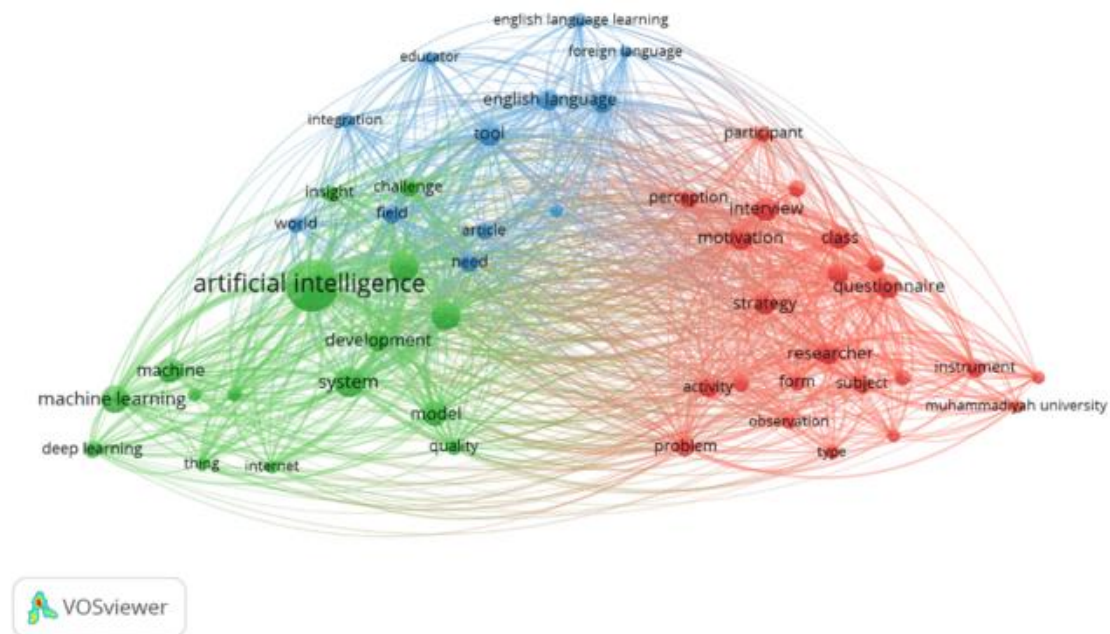 english language learning
foreign language
educator
english language
integration
tool
participant
insight
challenge
perception
interview
world
field
article
motivation
class
need
artificial intelligence
questionnaire
strategy
development
researcher
machine
system
activity
form
subject
instrument
machine learning
model
muhammadiyah university
observation
deep learning
quality
problem
type
thing
internet
VOSviewer